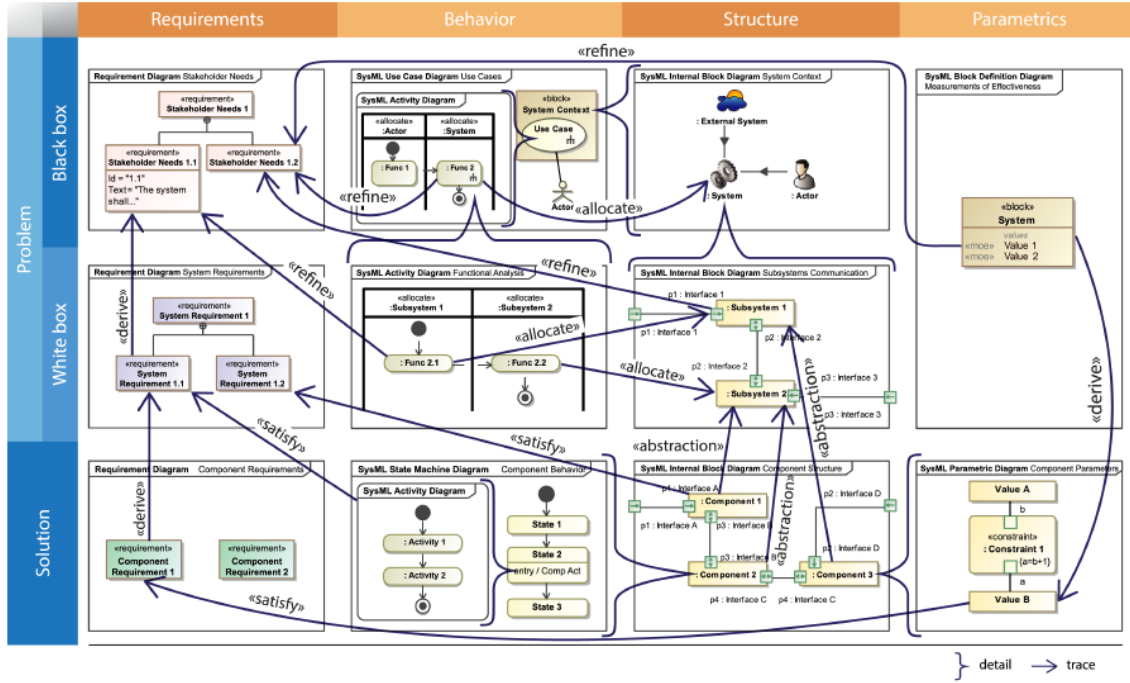 Requirements
Behavior
Structure
Parametrics
Problem
Black box
White box
Solution
«refine»
Requirement Diagram Stakeholder Needs
«requirement»
Stakeholder Needs 1
«requirement»
Stakeholder Needs 1.1
Id = "1.1"
Text= "The system
shall..."
«requirement»
Stakeholder Needs 1.2
SysML Use Case Diagram Use Cases
SysML Activity Diagram
«allocate»
:Actor
«allocate»
:System
: Func 1
: Func 2
«block»
System Context
Use Case
Actor
«refine»
«allocate»
SysML Internal Block Diagram System Context
: External System
: System
: Actor
SysML Block Definition Diagram
Measurements of Effectiveness
«block»
System
values
«moe» Value 1
«moe» Value 2
Requirement Diagram System Requirements
«requirement»
System Requirement 1
«requirement»
System
Requirement 1.1
«requirement»
System
Requirement 1.2
«derive»
SysML Activity Diagram Functional Analysis
«refine»
«allocate»
:Subsystem 1
«allocate»
:Subsystem 2
: Func 2.1
: Func 2.2
«allocate»
«allocate»
SysML Internal Block Diagram Subsystems Communication
p1 : Interface 1
: Subsystem 1
p1 : Interface 1
p2 : Interface 2
p2 : Interface 2
: Subsystem 2
p3 : Interface 3
p3 : Interface 3
«abstraction»
«derive»
«satisfy»
«satisfy»
«abstraction»
Requirement Diagram Component Requirements
«derive»
«requirement»
Component
Requirement 1
«requirement»
Component
Requirement 2
«satisfy»
SysML State Machine Diagram Component Behavior
SysML Activity Diagram
: Activity 1
: Activity 2
State 1
State 2
entry / Comp Act
State 3
SysML Internal Block Diagram Component Structure
p1 : Interface A
: Component 1
p1 : Interface A
p3 : Interface B
p3 : Interface B
: Component 2
p4 : Interface C
p4 : Interface C
: Component 3
p2 : Interface D
p2 : Interface D
«abstraction»
SysML Parametric Diagram Component Parameters
Value A
b
«constraint»
: Constraint 1
{a=b+1}
a
Value B
detail
trace